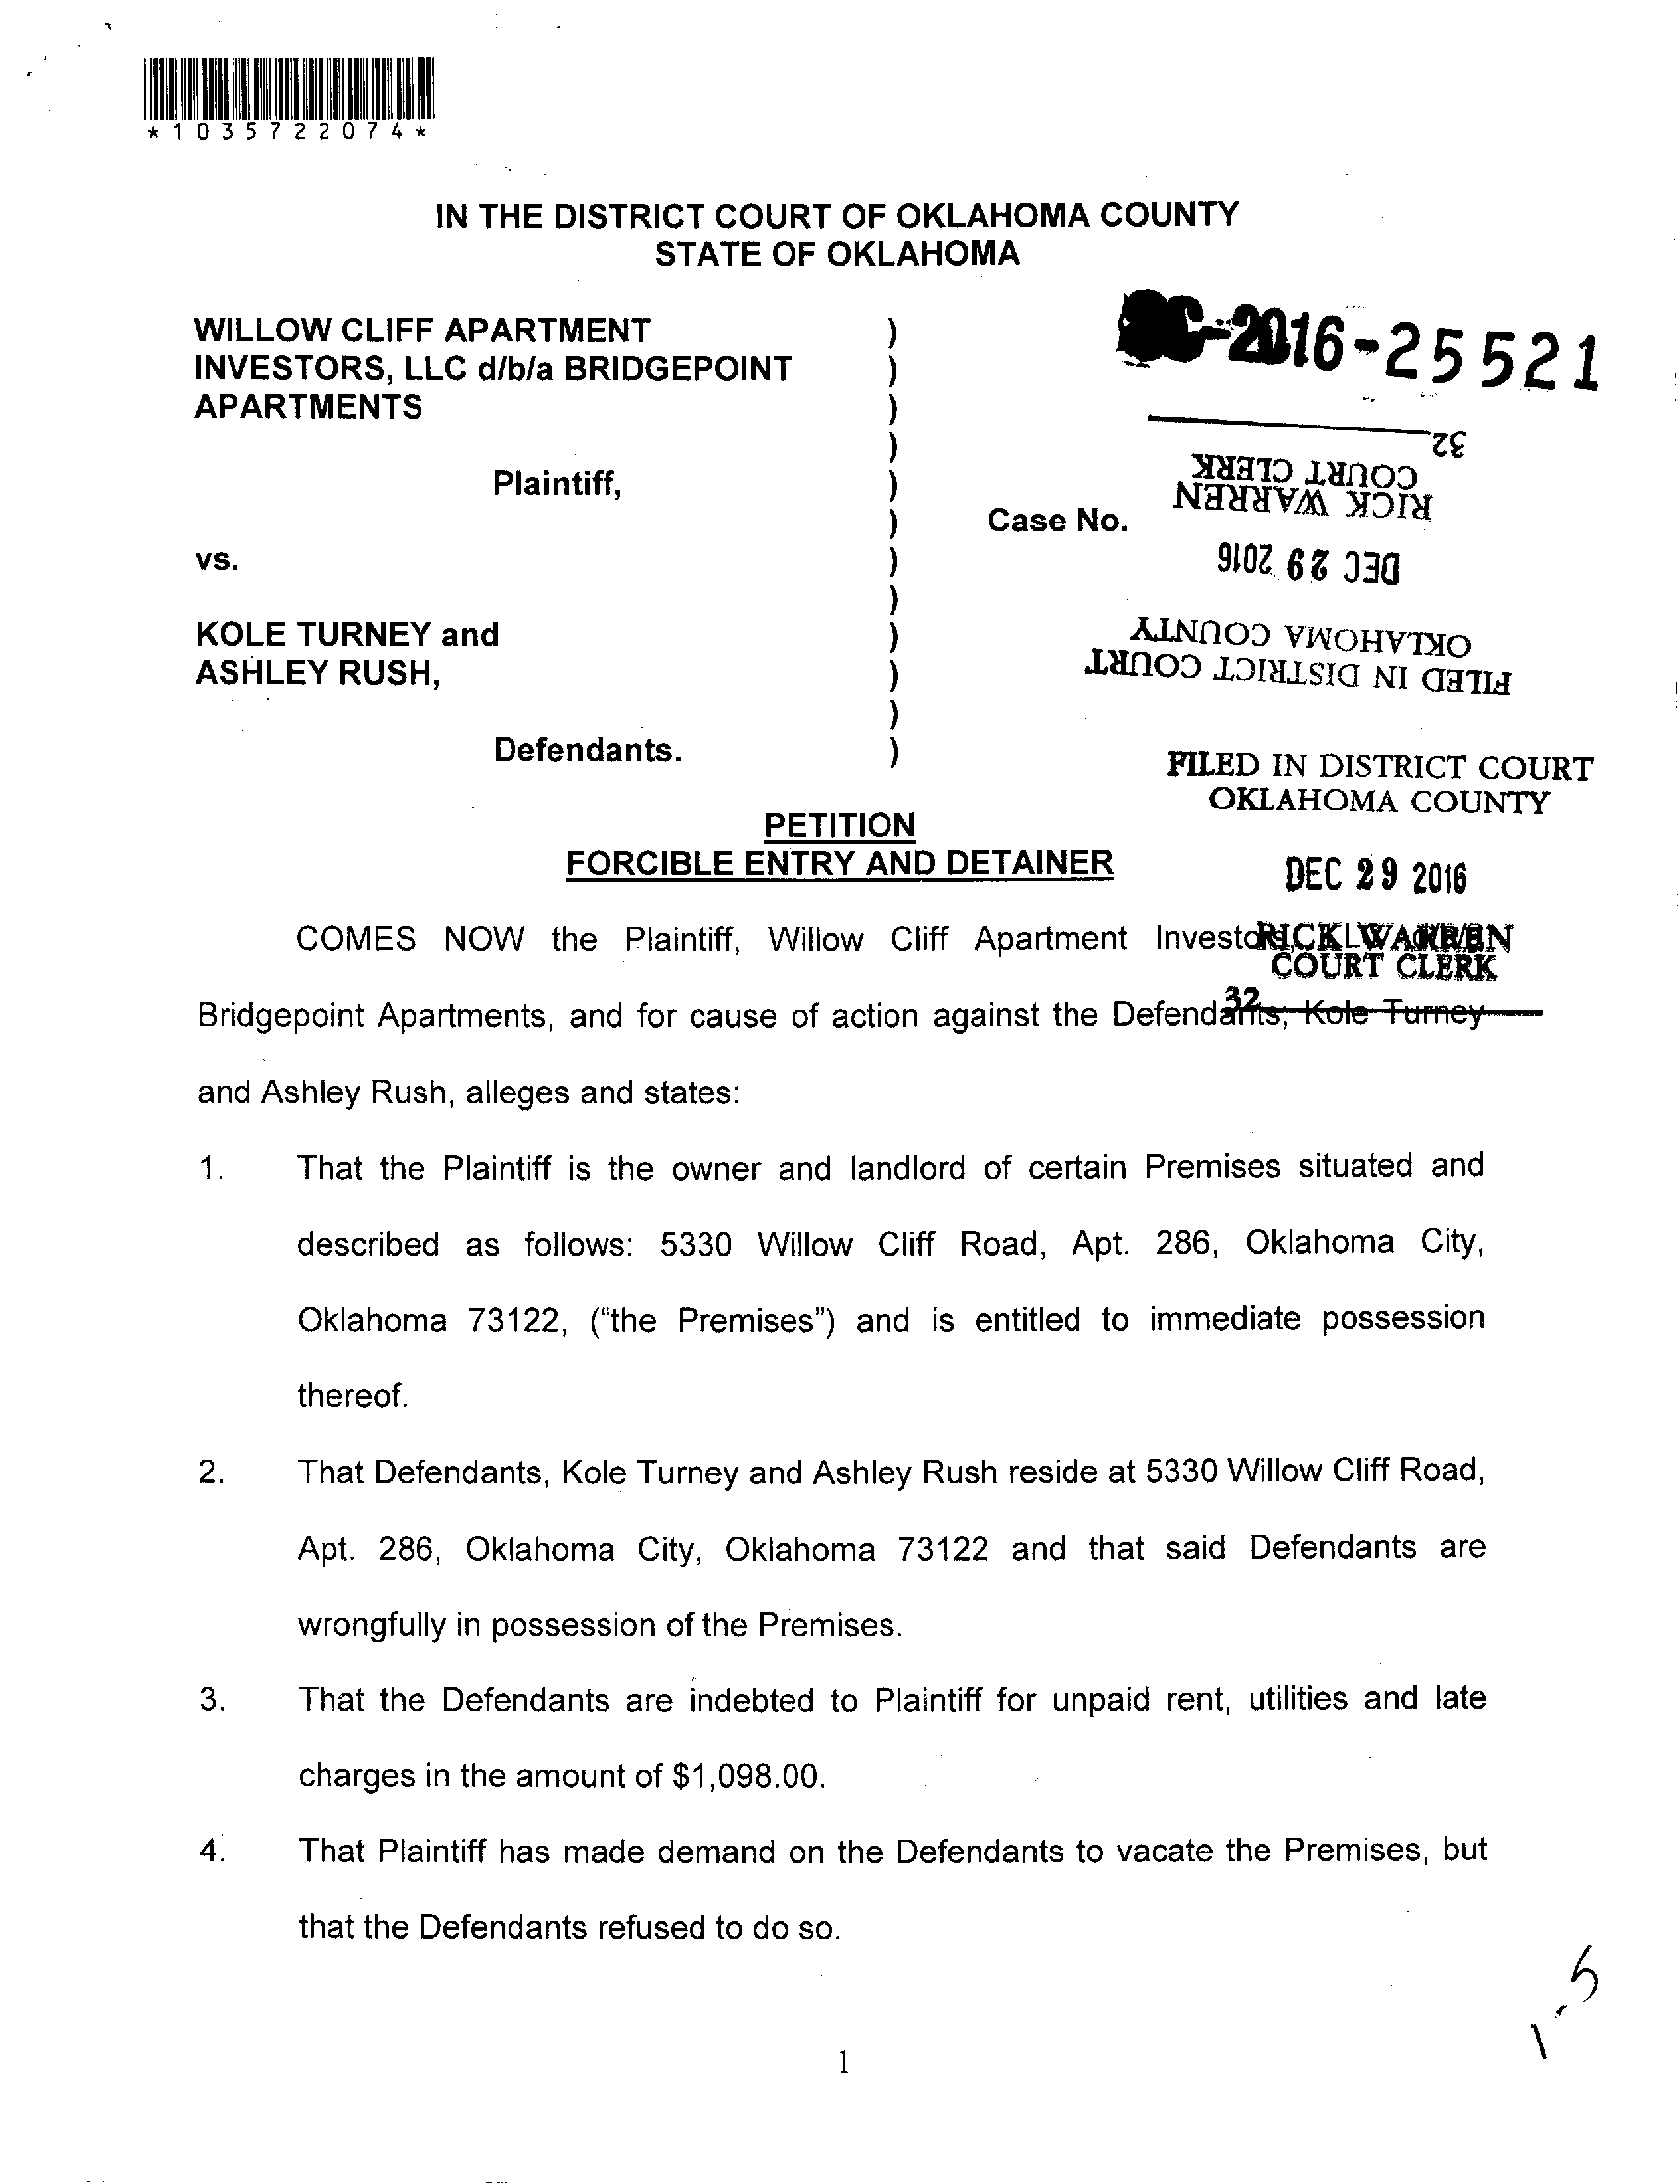 *1035722074*
IN THE DISTRICT COURT OF OKLAHOMA COUNTY
STATE OF OKLAHOMA
WILLOW CLIFF APARTMENT )
INVESTORS, LLC d/b/a BRIDGEPOINT )
APARTMENTS )
)
Plaintiff, )
)
vs. )
)
KOLE TURNEY and )
ASHLEY RUSH, )
)
Defendants. )
-2016-25521
32
COURT CLERK
RICK WARREN
Case No.
DEC 29 2016
OKLAHOMA COUNTY
FILED IN DISTRICT COURT
FILED IN DISTRICT COURT
OKLAHOMA COUNTY
PETITION
FORCIBLE ENTRY AND DETAINER
DEC 29 2016
RICK WARREN
COURT CLERK
32
COMES NOW the Plaintiff, Willow Cliff Apartment
Bridgepoint Apartments, and for cause of action against the Defendants, Kole Turney
and Ashley Rush, alleges and states:
1. That the Plaintiff is the owner and landlord of certain Premises situated and
described as follows: 5330 Willow Cliff Road, Apt. 286, Oklahoma City,
Oklahoma 73122, (“the Premises”) and is entitled to immediate possession
thereof.
2. That Defendants, Kole Turney and Ashley Rush reside at 5330 Willow Cliff Road,
Apt. 286, Oklahoma City, Oklahoma 73122 and that said Defendants are
wrongfully in possession of the Premises.
3. That the Defendants are indebted to Plaintiff for unpaid rent, utilities and late
charges in the amount of $1,098.00.
4. That Plaintiff has made demand on the Defendants to vacate the Premises, but
that the Defendants refused to do so.
1-5
1